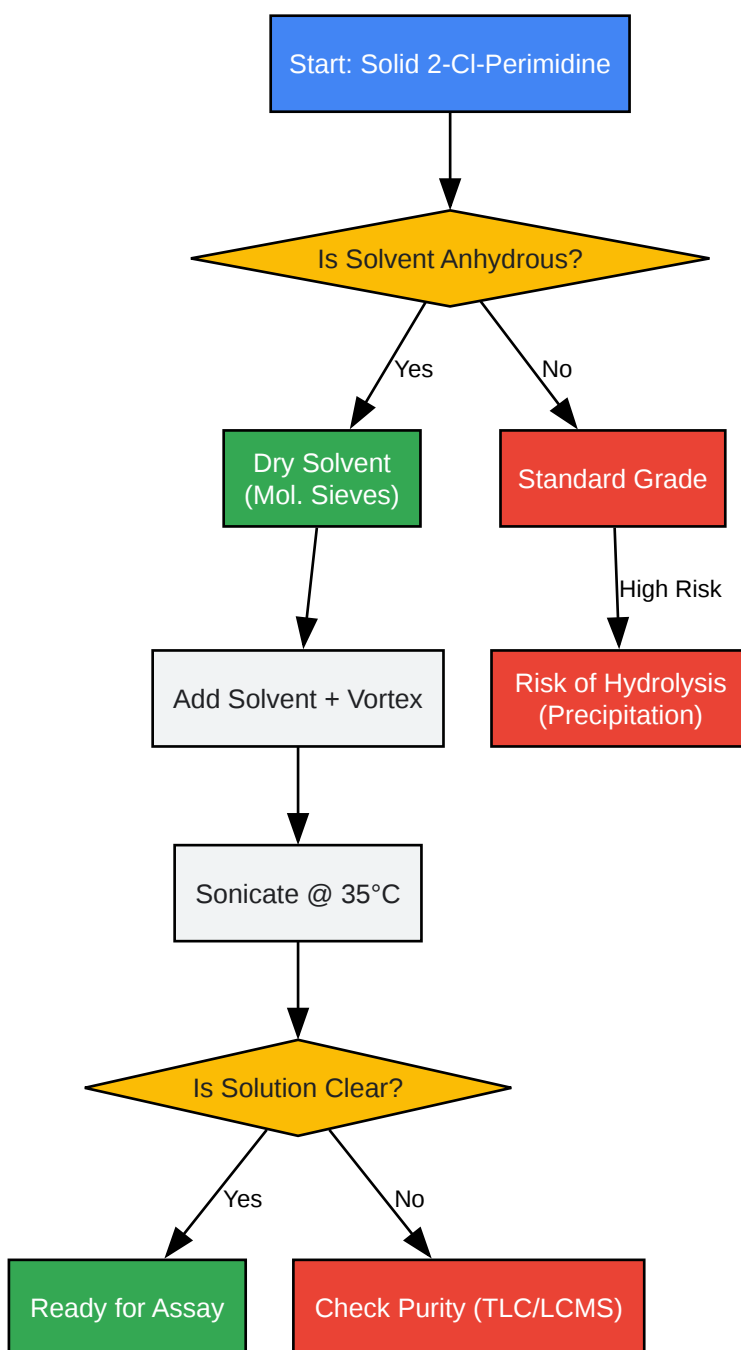 Start: Solid 2-Cl-Perimidine
Is Solvent Anhydrous?
Yes
No
Dry Solvent
(Mol. Sieves)
Standard Grade
High Risk
Add Solvent + Vortex
Risk of Hydrolysis
(Precipitation)
Sonicate @ 35°C
Is Solution Clear?
Yes
No
Ready for Assay
Check Purity (TLC/LCMS)